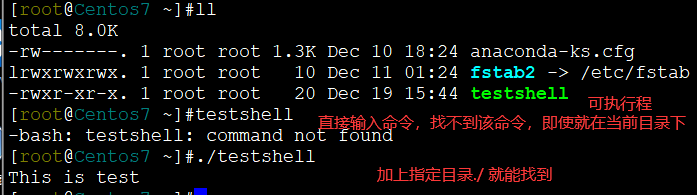 [root@Centos7 ~]#ll
total 8.0K
-rw-------. 1 root root 1.3K Dec 10 18:24 anaconda-ks.cfg
lrwxrwxrwx. 1 root root   10 Dec 11 01:24 fstab2 -> /etc/fstab
-rwxr-xr-x. 1 root root   20 Dec 19 15:44 testshell
可执行程
[root@Centos7 ~]#testshell
直接输入命令，找不到该命令，即使就在当前目录下
-bash: testshell: command not found
[root@Centos7 ~]#./testshell
This is test
加上指定目录./ 就能找到